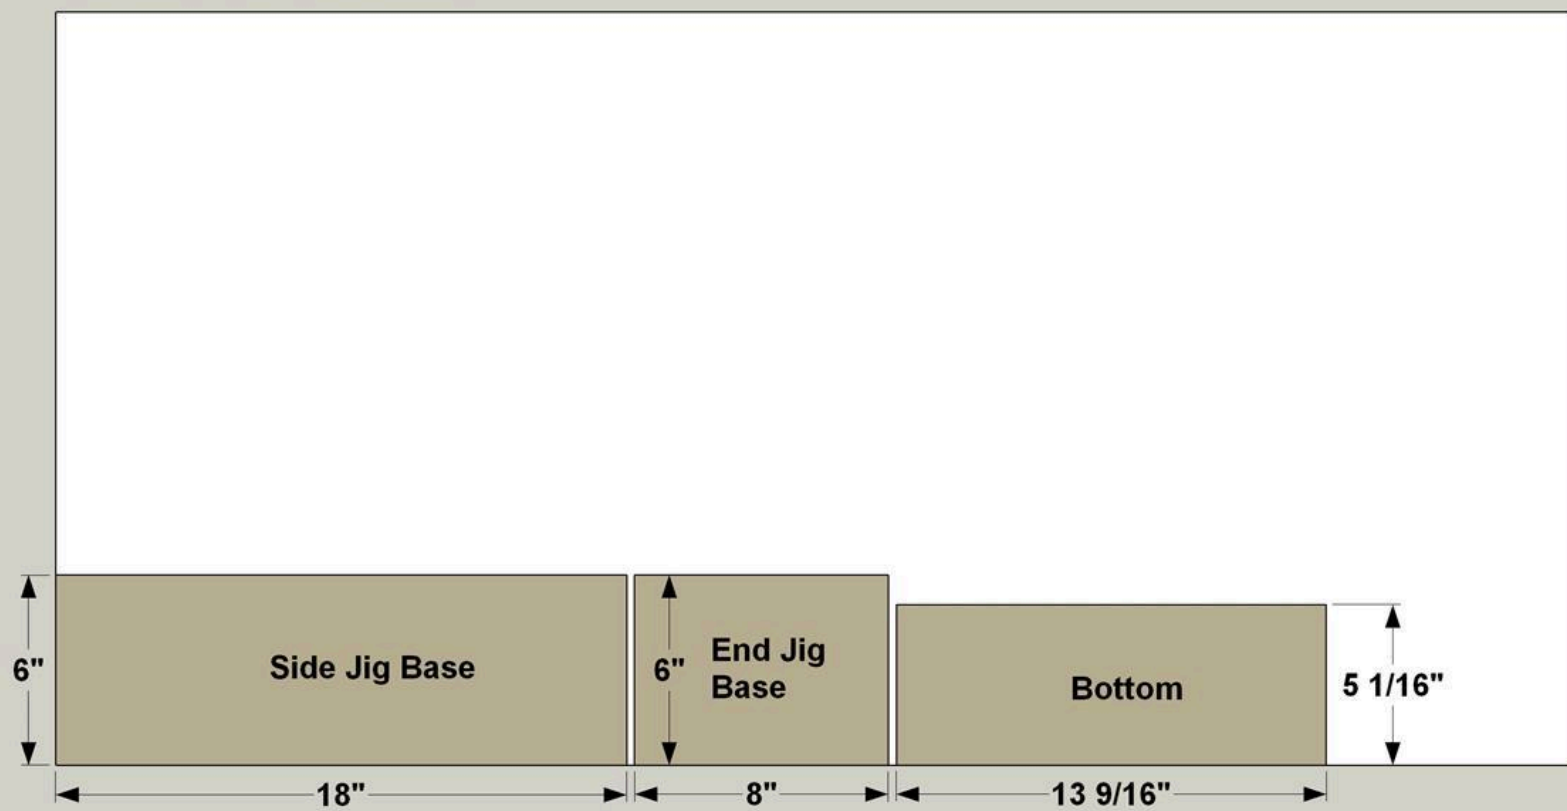 6"
Side Jig Base
6"
End Jig
Base
Bottom
5 1/16"
18"
8"
13 9/16"